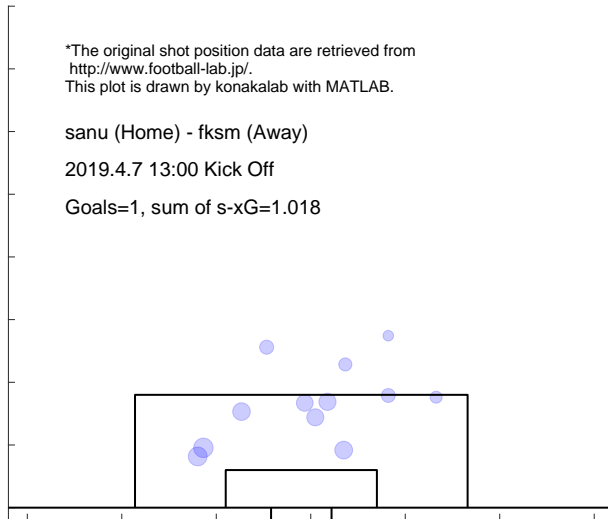 *The original shot position data are retrieved from
http://www.football-lab.jp/.
This plot is drawn by konakalab with MATLAB.
sanu (Home) - fksm (Away)
2019.4.7 13:00 Kick Off
Goals=1, sum of s-xG=1.018